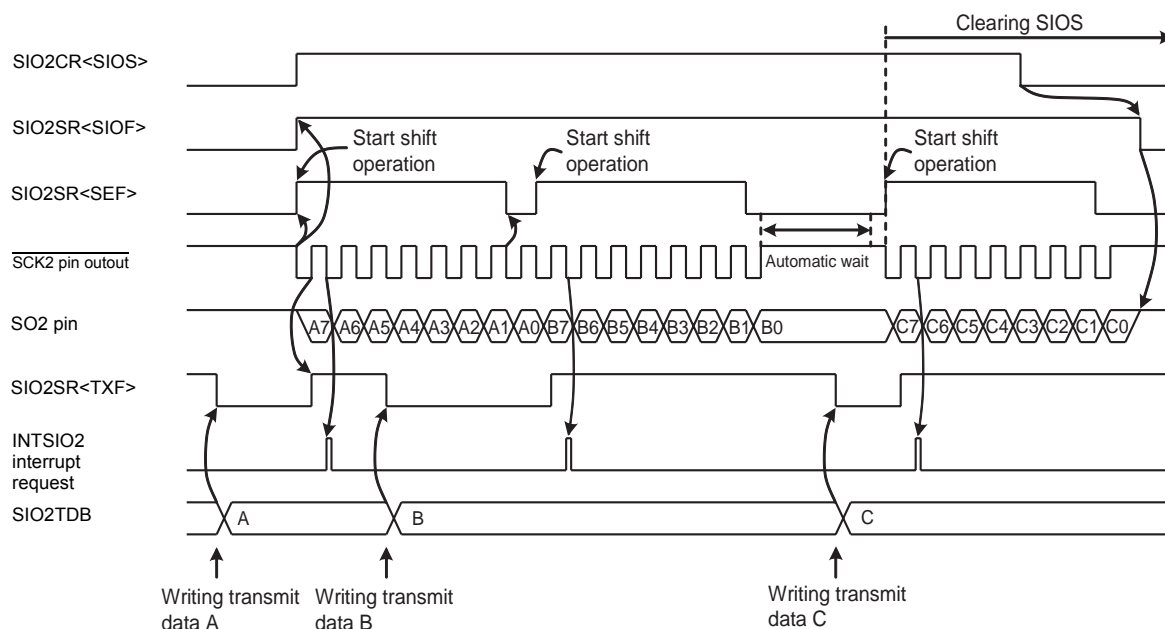 Clearing SIOS
SIO2CR<SIOS>
SIO2SR<SIOF>
Start shift
operation
Start shift
operation
Start shift
operation
SIO2SR<SEF>
SCK2 pin outout
Automatic wait
SO2 pin
A7 A6 A5 A4 A3 A2 A1 A0 B7 B6 B5 B4 B3 B2 B1 B0 C7 C6 C5 C4 C3 C2 C1 C0
SIO2SR<TXF>
INTSIO2
interrupt
request
SIO2TDB
A B C
Writing transmit
data A
Writing transmit
data B
Writing transmit
data C